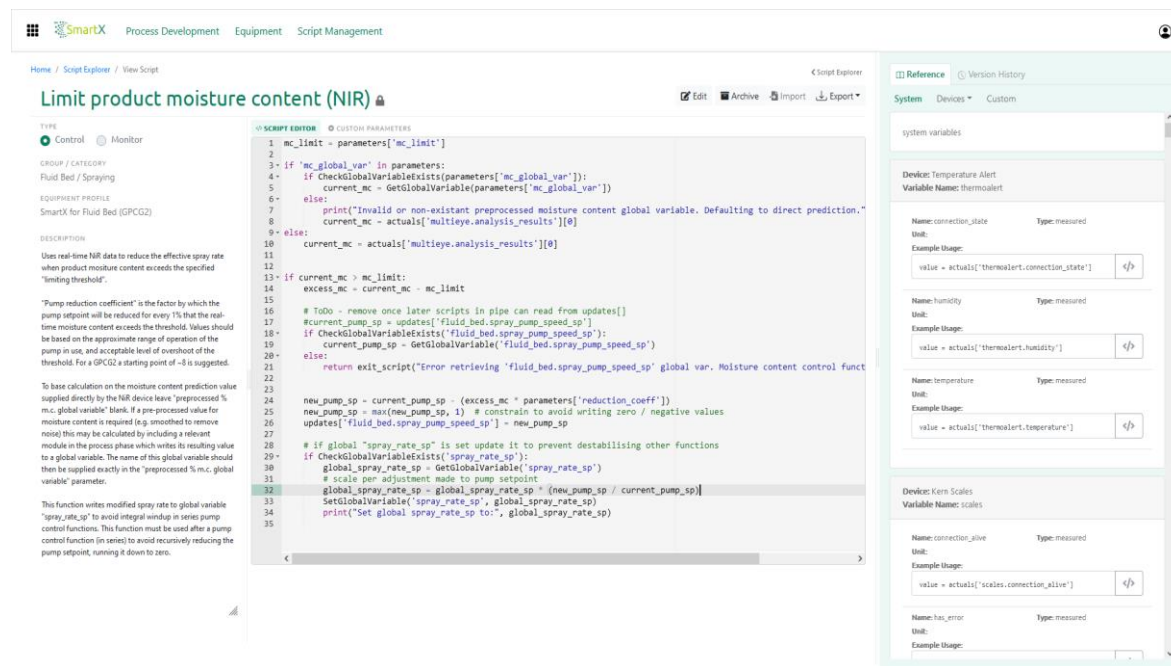 SmartX Process Development Equipment Script Management
Home / Script Explorer / View Script
Script Explorer
Limit product moisture content (NIR)
Edit Archive Import Export
TYPE
Control Monitor
GROUP / CATEGORY
Fluid Bed / Spraying
EQUIPMENT PROFILE
SmartX for Fluid Bed (GPCG2)
DESCRIPTION
Uses real-time NIR data to reduce the effective spray rate
when product moisture content exceeds the specified
"limiting threshold".
"Pump reduction coefficient" is the factor by which the
pump setpoint will be reduced for every 1% that the real-
time moisture content exceeds the threshold. Values should
be based on the approximate range of operation of the
pump in use, and acceptable level of overshoot of the
threshold. For a GPCG2 a starting point of ~8 is suggested.
To base calculation on the moisture content prediction value
supplied directly by the NIR device leave "preprocessed %
m.c. global variable" blank. If a pre-processed value for
moisture content is required (e.g. smoothed to remove
noise) this may be calculated by including a relevant
module in the process phase which writes its resulting value
to a global variable. The name of this global variable should
then be supplied exactly in the "preprocessed % m.c. global
variable" parameter.
This function writes modified spray rate to global variable
"spray_rate_sp" to avoid integral windup in series pump
control functions. This function must be used after a pump
control function (in series) to avoid recursively reducing the
pump setpoint, running it down to zero.
</> SCRIPT EDITOR CUSTOM PARAMETERS
1 mc_limit = parameters['mc_limit']
2
3 if 'mc_global_var' in parameters:
4 if CheckGlobalVariableExists(parameters['mc_global_var']):
5 current_mc = GetGlobalVariable(parameters['mc_global_var'])
6 else:
7 print("Invalid or non-existant preprocessed moisture content global variable. Defaulting to direct prediction."
8 current_mc = actuals['multieye.analysis_results'][0]
9 else:
10 current_mc = actuals['multieye.analysis_results'][0]
11
12
13 if current_mc > mc_limit:
14 excess_mc = current_mc - mc_limit
15
16 # ToDo - remove once later scripts in pipe can read from updates[]
17 #current_pump_sp = updates['fluid_bed.spray_pump_speed_sp']
18 if CheckGlobalVariableExists('fluid_bed.spray_pump_speed_sp'):
19 current_pump_sp = GetGlobalVariable('fluid_bed.spray_pump_speed_sp')
20 else:
21 return exit_script("Error retrieving 'fluid_bed.spray_pump_speed_sp' global var. Moisture content control funct
22
23
24 new_pump_sp = current_pump_sp - (excess_mc * parameters['reduction_coeff'])
25 new_pump_sp = max(new_pump_sp, 1) # constrain to avoid writing zero / negative values
26 updates['fluid_bed.spray_pump_speed_sp'] = new_pump_sp
27
28 # if global "spray_rate_sp" is set update it to prevent destabilising other functions
29 if CheckGlobalVariableExists('spray_rate_sp'):
30 global_spray_rate_sp = GetGlobalVariable('spray_rate_sp')
31 # scale per adjustment made to pump setpoint
32 global_spray_rate_sp = global_spray_rate_sp * (new_pump_sp / current_pump_sp)
33 SetGlobalVariable('spray_rate_sp', global_spray_rate_sp)
34 print("Set global spray_rate_sp to:", global_spray_rate_sp)
35
Reference Version History
System Devices Custom
system variables
Device: Temperature Alert
Variable Name: thermoalert
Name: connection_state Type: measured
Unit:
Example Usage:
value = actuals['thermoalert.connection_state'] </>
Name: humidity Type: measured
Unit:
Example Usage:
value = actuals['thermoalert.humidity'] </>
Name: temperature Type: measured
Unit:
Example Usage:
value = actuals['thermoalert.temperature'] </>
Device: Kern Scales
Variable Name: scales
Name: connection_alive Type: measured
Unit:
Example Usage:
value = actuals['scales.connection_alive'] </>
Name: has_error Type: measured
Unit:
Example Usage: